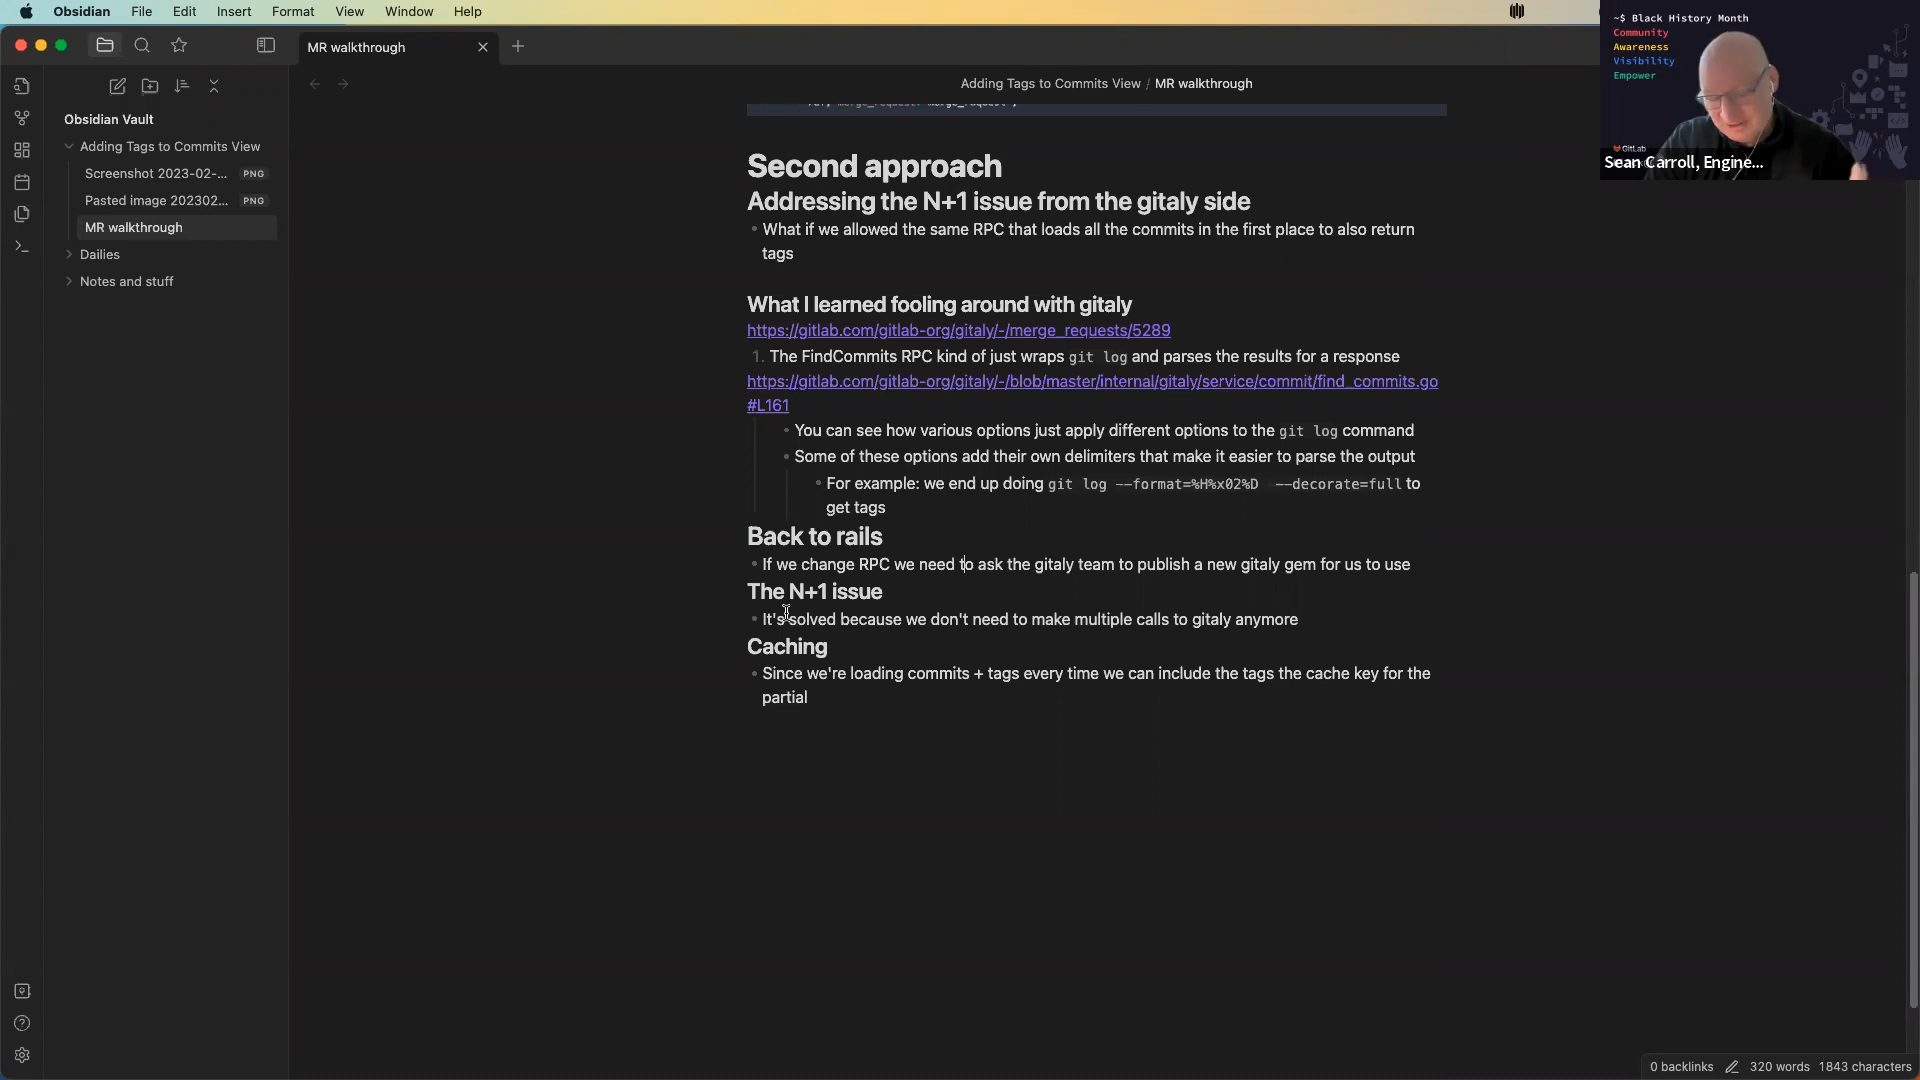 Obsidian File Edit Insert Format View Window Help
~$ Black History Month
Community
Awareness
Visibility
Empower
GitLab
Sean Carroll, Engine...
MR walkthrough
Adding Tags to Commits View / MR walkthrough
Obsidian Vault
Adding Tags to Commits View
Screenshot 2023-02-... PNG
Pasted image 202302... PNG
MR walkthrough
Dailies
Notes and stuff
Second approach
Addressing the N+1 issue from the gitaly side
What if we allowed the same RPC that loads all the commits in the first place to also return
tags
What I learned fooling around with gitaly
https://gitlab.com/gitlab-org/gitaly/-/merge_requests/5289
1. The FindCommits RPC kind of just wraps git log and parses the results for a response
https://gitlab.com/gitlab-org/gitaly/-/blob/master/internal/gitaly/service/commit/find_commits.go
#L161
You can see how various options just apply different options to the git log command
Some of these options add their own delimiters that make it easier to parse the output
For example: we end up doing git log --format=%H%x02%D --decorate=full to
get tags
Back to rails
If we change RPC we need to ask the gitaly team to publish a new gitaly gem for us to use
The N+1 issue
It's solved because we don't need to make multiple calls to gitaly anymore
Caching
Since we're loading commits + tags every time we can include the tags the cache key for the
partial
0 backlinks 320 words 1843 characters